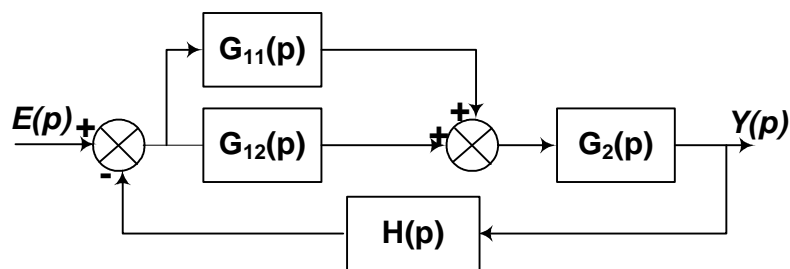 G₁₁(p)
E(p)
+
+
+
G₁₂(p)
G₂(p)
Y(p)
-
H(p)